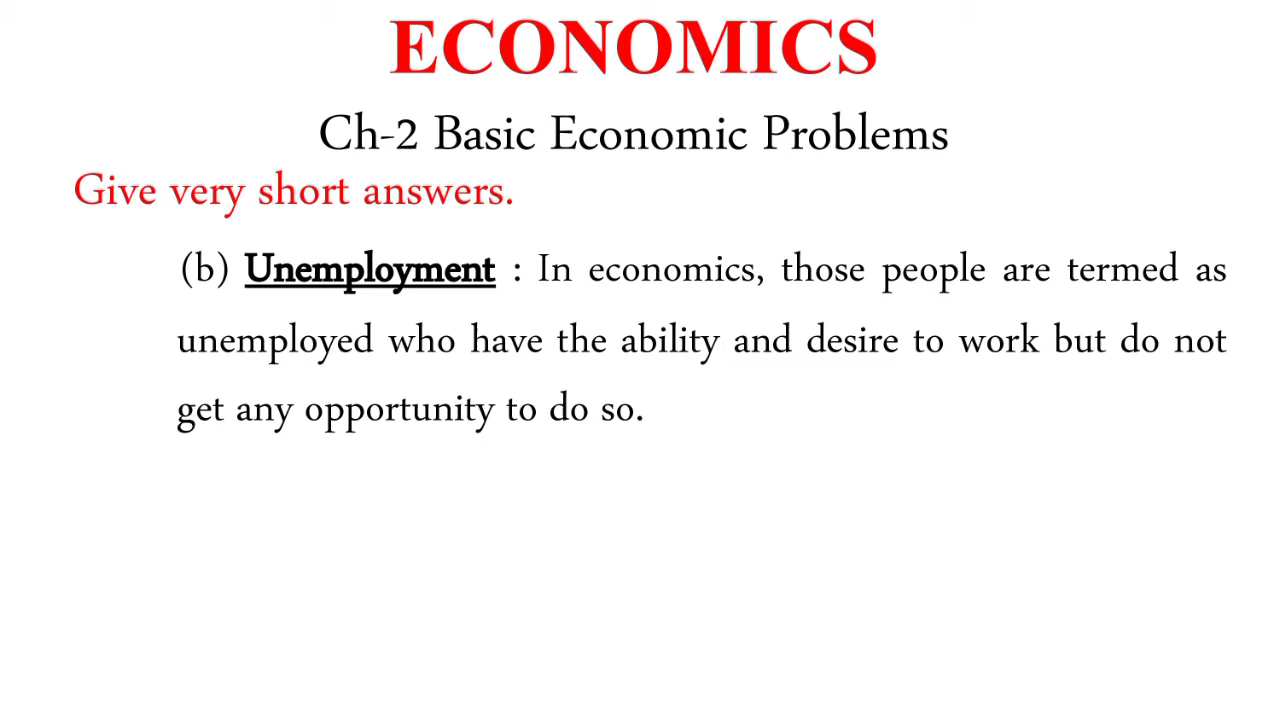 ECONOMICS
Ch-2 Basic Economic Problems
Give very short answers.
(b) Unemployment : In economics, those people are termed as
unemployed who have the ability and desire to work but do not
get any opportunity to do so.